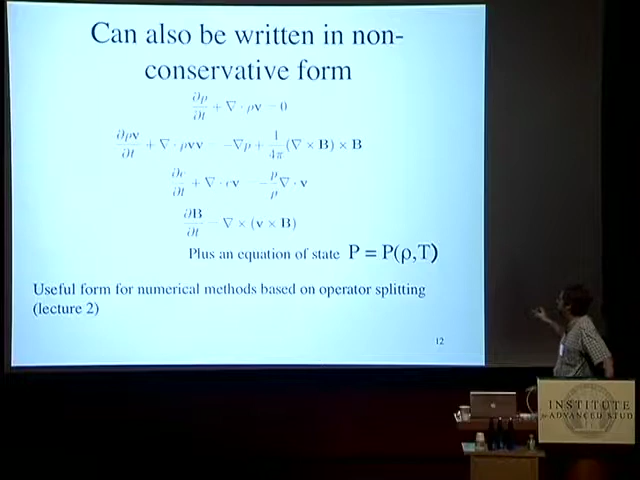 Can also be written in non-
conservative form
∂ρ/∂t + ∇ · ρv = 0
∂ρv/∂t + ∇ · ρvv = −∇p + 1/4π (∇ × B) × B
∂e/∂t + ∇ · ev = −p/ρ ∇ · v
∂B/∂t = ∇ × (v × B)
Plus an equation of state P = P(ρ,T)
Useful form for numerical methods based on operator splitting
(lecture 2)
12
INSTITUTE
for ADVANCED STUD